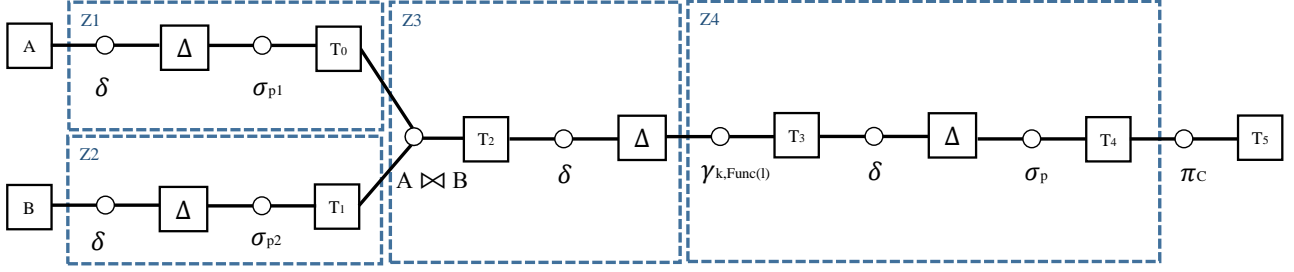 Z1
Z3
Z4
A
Δ
T₀
δ
σp1
Z2
T₂
Δ
T₃
Δ
T₄
T₅
A ⋈ B
δ
γk,Func(l)
δ
σp
πC
B
Δ
T₁
δ
σp2